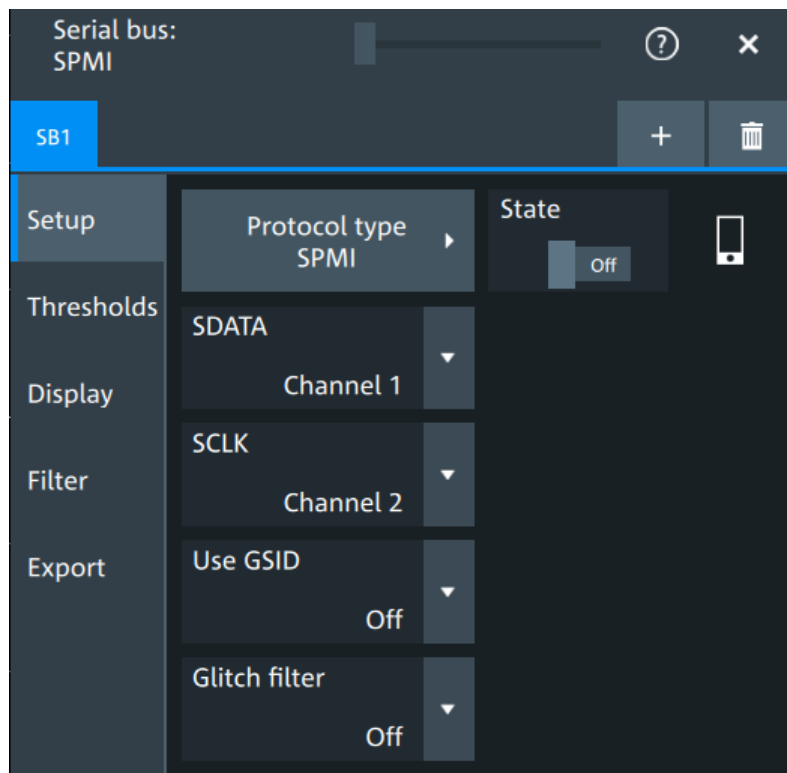 Serial bus:
SPMI
?
SB1
+
Setup
Protocol type
SPMI
State
Off
Thresholds
SDATA
Channel 1
Display
SCLK
Channel 2
Filter
Export
Use GSID
Off
Glitch filter
Off